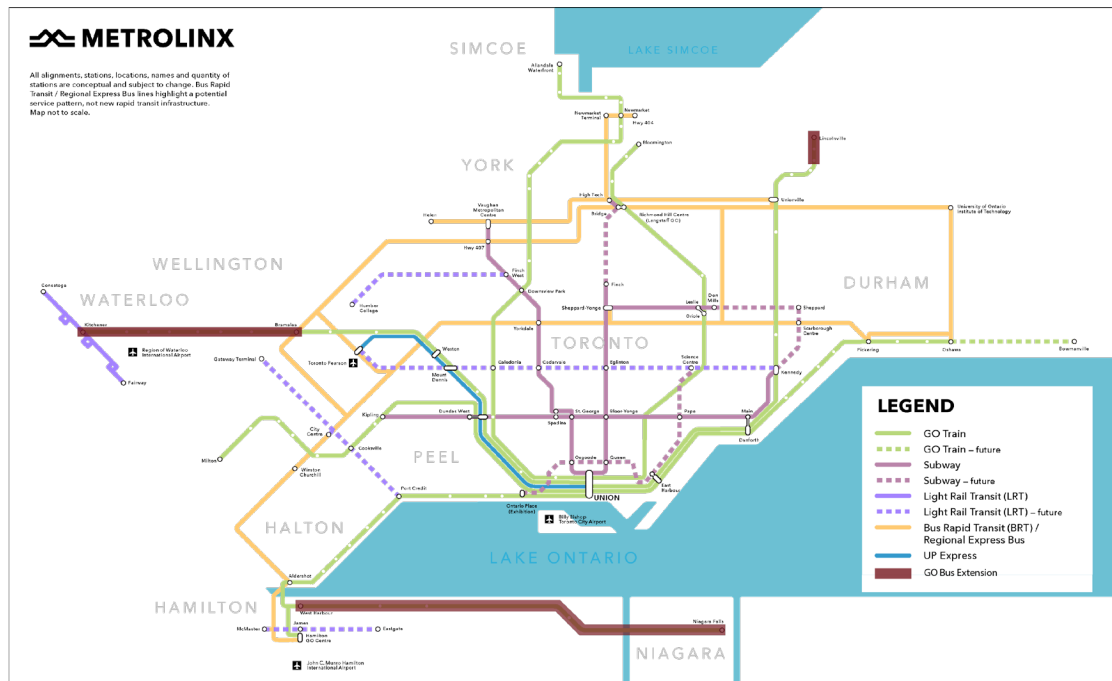 METROLINX
All alignments, stations, locations, names and quantity of
stations are conceptual and subject to change. Bus Rapid
Transit / Regional Express Bus lines highlight a potential
service pattern, not new rapid transit infrastructure.
Map not to scale.
SIMCOE
LAKE SIMCOE
Allandale
Waterfront
Newmarket
Terminal
Newmarket
Hwy 404
Bloomington
Lincolnville
YORK
High Tech
Bridge
Unionville
Vaughan
Metropolitan
Centre
Helen
Richmond Hill Centre
(Langstaff GO)
University of Ontario
Institute of Technology
Hwy 407
WELLINGTON
WATERLOO
DURHAM
Conestoga
Finch
West
Downsview Park
Finch
Humber
College
Sheppard-Yonge
Leslie
Don
Mills
Oriole
Sheppard
Kitchener
Bramalea
Yorkdale
Scarborough
Centre
TORONTO
Region of Waterloo
International Airport
Gateway Terminal
Toronto Pearson
Weston
Mount
Dennis
Caledonia
Cedarvale
Eglinton
Science
Centre
Kennedy
Pickering
Oshawa
Bowmanville
Fairway
Kipling
Dundas West
St. George
Spadina
Bloor-Yonge
Pape
Main
Danforth
City
Centre
Cooksville
PEEL
Milton
Winston
Churchill
Port Credit
Osgoode
Queen
East
Harbour
UNION
Ontario Place
(Exhibition)
Billy Bishop
Toronto City Airport
HALTON
LAKE ONTARIO
Aldershot
HAMILTON
West Harbour
McMaster
James
Hamilton
GO Centre
Eastgate
Niagara Falls
NIAGARA
John C. Munro Hamilton
International Airport
LEGEND
GO Train
GO Train – future
Subway
Subway – future
Light Rail Transit (LRT)
Light Rail Transit (LRT) – future
Bus Rapid Transit (BRT) /
Regional Express Bus
UP Express
GO Bus Extension